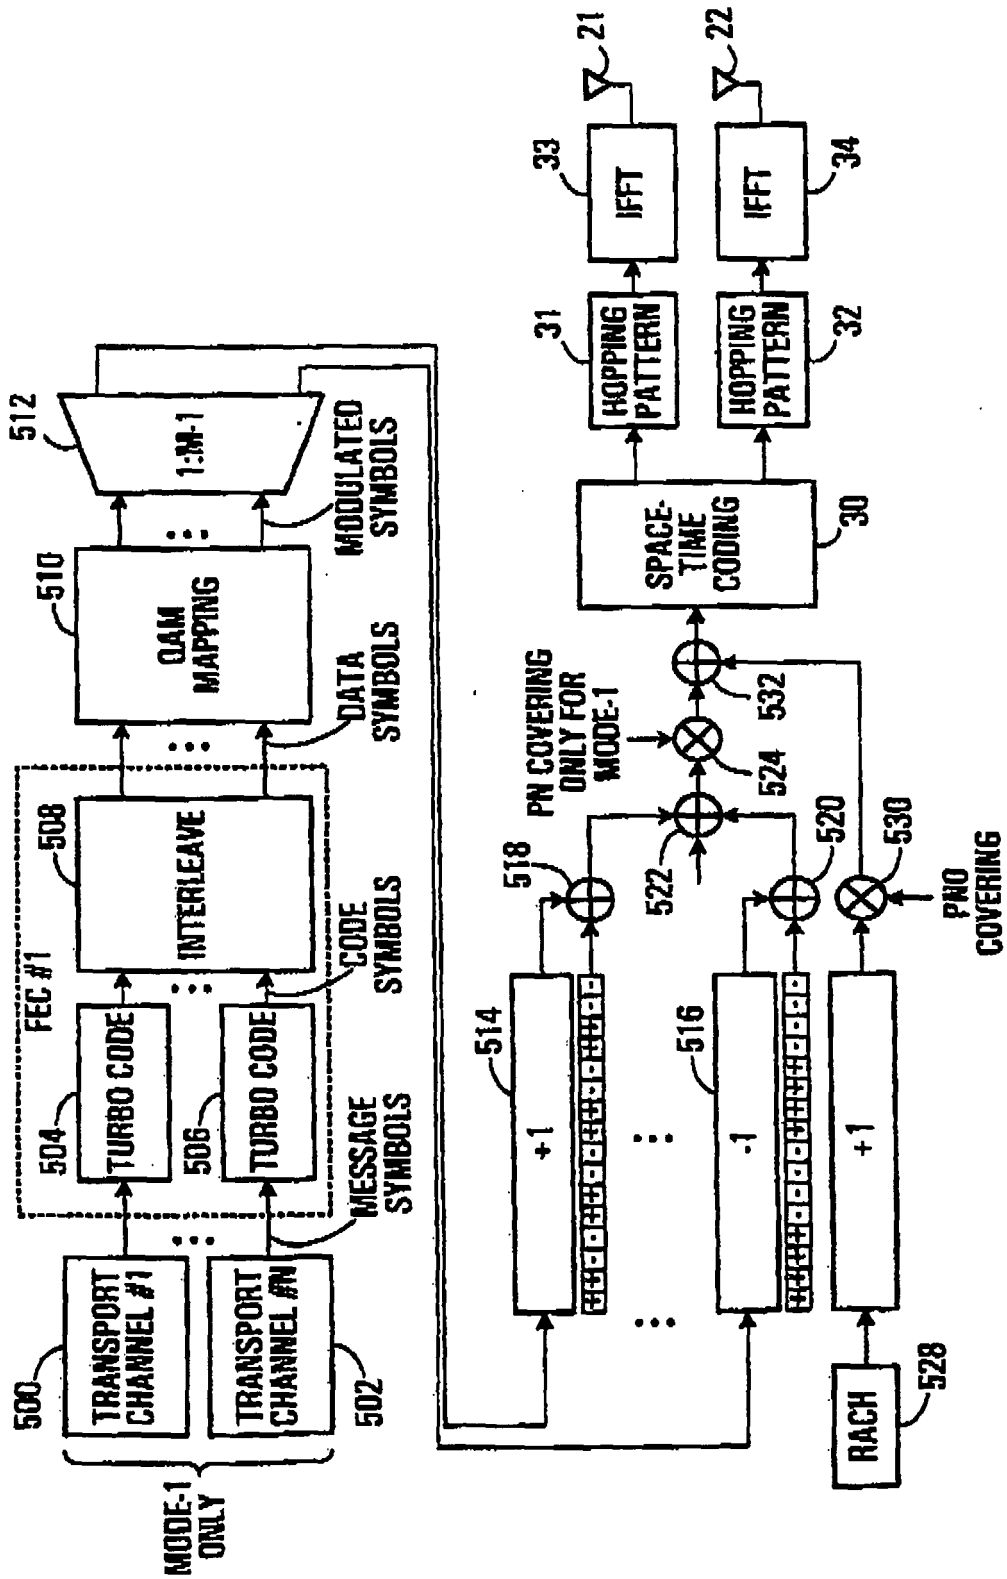 MODE-1
ONLY
500
TRANSPORT
CHANNEL #1
TRANSPORT
CHANNEL #N
502
FEC #1
504
TURBO CODE
506
TURBO CODE
MESSAGE
SYMBOLS
508
INTERLEAVE
CODE
SYMBOLS
510
QAM
MAPPING
DATA
SYMBOLS
512
1:M-1
MODULATED
SYMBOLS
514
+1
516
-1
+1
RACH
528
518
522
520
530
PN0
COVERING
PN COVERING
ONLY FOR
MODE-1
524
532
SPACE-
TIME
CODING
30
31
HOPPING
PATTERN
HOPPING
PATTERN
32
33
IFFT
IFFT
34
21
22